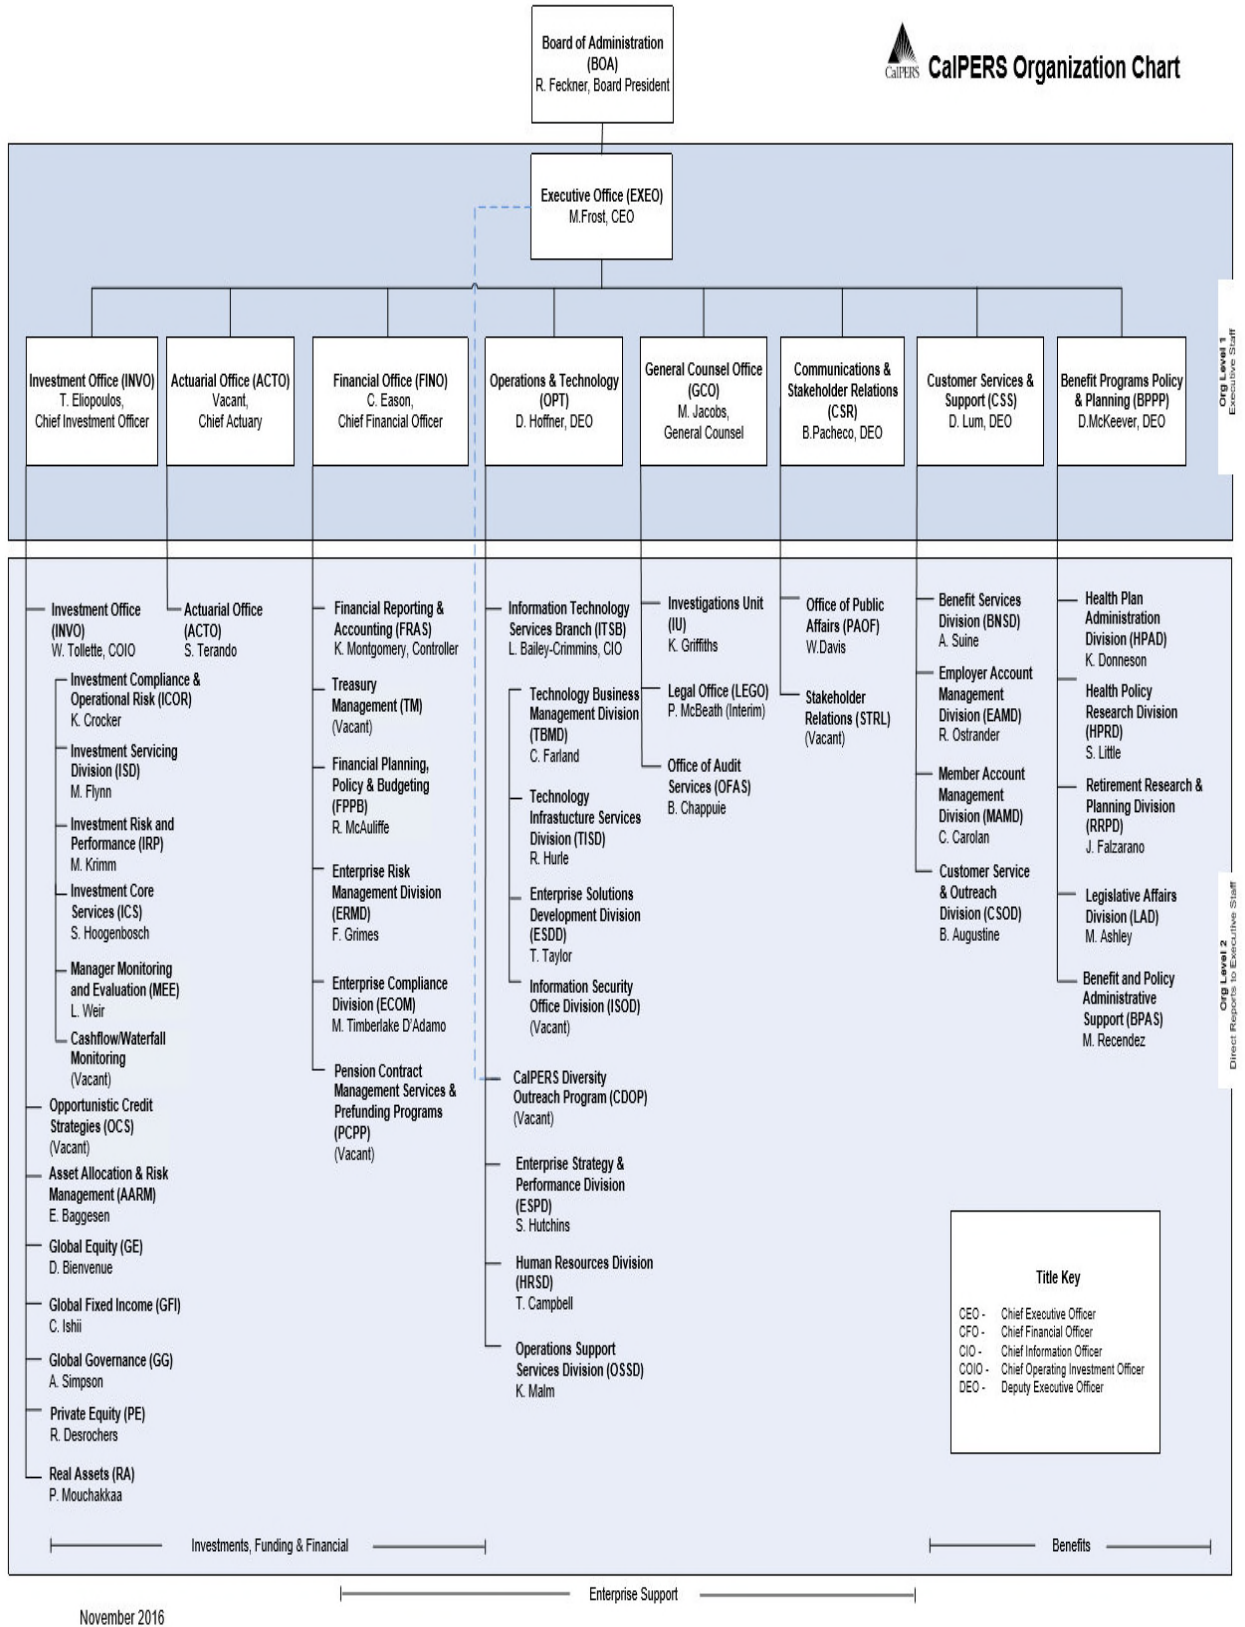 Board of Administration
(BOA)
R. Feckner, Board President
CalPERS
CalPERS Organization Chart
Executive Office (EXEO)
M.Frost, CEO
Investment Office (INVO)
T. Eliopoulos,
Chief Investment Officer
Actuarial Office (ACTO)
Vacant,
Chief Actuary
Financial Office (FINO)
C. Eason,
Chief Financial Officer
Operations & Technology
(OPT)
D. Hoffner, DEO
General Counsel Office
(GCO)
M. Jacobs,
General Counsel
Communications &
Stakeholder Relations
(CSR)
B.Pacheco, DEO
Customer Services &
Support (CSS)
D. Lum, DEO
Benefit Programs Policy
& Planning (BPPP)
D.McKeever, DEO
Org Level 1
Executive Staff
Investment Office
(INVO)
W. Tollette, COIO
Investment Compliance &
Operational Risk (ICOR)
K. Crocker
Investment Servicing
Division (ISD)
M. Flynn
Investment Risk and
Performance (IRP)
M. Krimm
Investment Core
Services (ICS)
S. Hoogenbosch
Manager Monitoring
and Evaluation (MEE)
L. Weir
Cashflow/Waterfall
Monitoring
(Vacant)
Opportunistic Credit
Strategies (OCS)
(Vacant)
Asset Allocation & Risk
Management (AARM)
E. Baggesen
Global Equity (GE)
D. Bienvenue
Global Fixed Income (GFI)
C. Ishii
Global Governance (GG)
A. Simpson
Private Equity (PE)
R. Desrochers
Real Assets (RA)
P. Mouchakkaa
Actuarial Office
(ACTO)
S. Terando
Financial Reporting &
Accounting (FRAS)
K. Montgomery, Controller
Treasury
Management (TM)
(Vacant)
Financial Planning,
Policy & Budgeting
(FPPB)
R. McAuliffe
Enterprise Risk
Management Division
(ERMD)
F. Grimes
Enterprise Compliance
Division (ECOM)
M. Timberlake D'Adamo
Pension Contract
Management Services &
Prefunding Programs
(PCPP)
(Vacant)
Information Technology
Services Branch (ITSB)
L. Bailey-Crimmins, CIO
Technology Business
Management Division
(TBMD)
C. Farland
Technology
Infrastucture Services
Division (TISD)
R. Hurle
Enterprise Solutions
Development Division
(ESDD)
T. Taylor
Information Security
Office Division (ISOD)
(Vacant)
CalPERS Diversity
Outreach Program (CDOP)
(Vacant)
Enterprise Strategy &
Performance Division
(ESPD)
S. Hutchins
Human Resources Division
(HRSD)
T. Campbell
Operations Support
Services Division (OSSD)
K. Malm
Investigations Unit
(IU)
K. Griffiths
Legal Office (LEGO)
P. McBeath (Interim)
Office of Audit
Services (OFAS)
B. Chappuie
Office of Public
Affairs (PAOF)
W.Davis
Stakeholder
Relations (STRL)
(Vacant)
Benefit Services
Division (BNSD)
A. Suine
Employer Account
Management
Division (EAMD)
R. Ostrander
Member Account
Management
Division (MAMD)
C. Carolan
Customer Service
& Outreach
Division (CSOD)
B. Augustine
Health Plan
Administration
Division (HPAD)
K. Donneson
Health Policy
Research Division
(HPRD)
S. Little
Retirement Research &
Planning Division
(RRPD)
J. Falzarano
Legislative Affairs
Division (LAD)
M. Ashley
Benefit and Policy
Administrative
Support (BPAS)
M. Recendez
Org Level 2
Direct Reports to Executive Staff
Title Key
CEO - Chief Executive Officer
CFO - Chief Financial Officer
CIO - Chief Information Officer
COIO - Chief Operating Investment Officer
DEO - Deputy Executive Officer
Investments, Funding & Financial
Benefits
Enterprise Support
November 2016